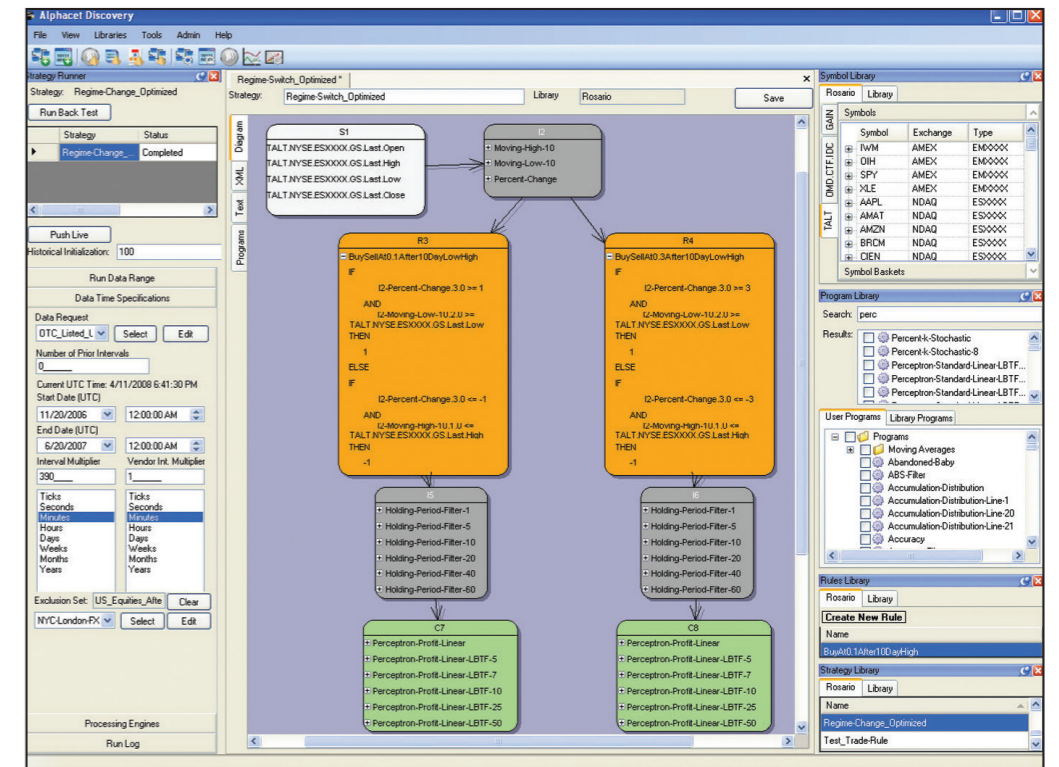 Alphacet Discovery
File View Libraries Tools Admin Help
Strategy Runner
Strategy: Regime-Change_Optimized
Run Back Test
Strategy Status
Regime-Change_... Completed
Push Live
Historical Initialization: 100
Run Data Range
Data Time Specifications
Data Request
OTC_Listed_L Select Edit
Number of Prior Intervals
0_____
Current UTC Time: 4/11/2008 6:41:30 PM
Start Date (UTC)
11/20/2006 12:00:00 AM
End Date (UTC)
6/20/2007 12:00:00 AM
Interval Multiplier Vendor Int. Multiplier
390____ 1_____
Ticks Ticks
Seconds Seconds
Minutes Minutes
Hours Hours
Days Days
Weeks Weeks
Months Months
Years Years
Exclusion Set: US_Equities_Afte Clear
NYC-London-FX Select Edit
Processing Engines
Run Log
Regime-Switch_Optimized *
Strategy: Regime-Switch_Optimized Library Rosario Save
Diagram
XML
Text
Programs
S1
TALT.NYSE.ESXXXX.GS.Last.Open
TALT.NYSE.ESXXXX.GS.Last.High
TALT.NYSE.ESXXXX.GS.Last.Low
TALT.NYSE.ESXXXX.GS.Last.Close
I2
Moving-High-10
Moving-Low-10
Percent-Change
R3
BuySellAt0.1After10DayLowHigh
IF
I2-Percent-Change.3.0 >= 1
AND
I2-Moving-Low-10.2.0 >=
TALT.NYSE.ESXXXX.GS.Last.Low
THEN
1
ELSE
IF
I2-Percent-Change.3.0 <= -1
AND
I2-Moving-High-10.1.0 <=
TALT.NYSE.ESXXXX.GS.Last.High
THEN
-1
R4
BuySellAt0.3After10DayLowHigh
IF
I2-Percent-Change.3.0 >= 3
AND
I2-Moving-Low-10.2.0 >=
TALT.NYSE.ESXXXX.GS.Last.Low
THEN
1
ELSE
IF
I2-Percent-Change.3.0 <= -3
AND
I2-Moving-High-10.1.0 <=
TALT.NYSE.ESXXXX.GS.Last.High
THEN
-1
I5
Holding-Period-Filter-1
Holding-Period-Filter-5
Holding-Period-Filter-10
Holding-Period-Filter-20
Holding-Period-Filter-40
Holding-Period-Filter-60
I6
Holding-Period-Filter-1
Holding-Period-Filter-5
Holding-Period-Filter-10
Holding-Period-Filter-20
Holding-Period-Filter-40
Holding-Period-Filter-60
C7
Perceptron-Profit-Linear
Perceptron-Profit-Linear-LBTF-5
Perceptron-Profit-Linear-LBTF-7
Perceptron-Profit-Linear-LBTF-10
Perceptron-Profit-Linear-LBTF-25
Perceptron-Profit-Linear-LBTF-50
C8
Perceptron-Profit-Linear
Perceptron-Profit-Linear-LBTF-5
Perceptron-Profit-Linear-LBTF-7
Perceptron-Profit-Linear-LBTF-10
Perceptron-Profit-Linear-LBTF-25
Perceptron-Profit-Linear-LBTF-50
Symbol Library
Rosario Library
GAIN
OMD.CTF.IDC
TALT
Symbols
Symbol Exchange Type
IWM AMEX EMXXXX
OIH AMEX EMXXXX
SPY AMEX EMXXXX
XLE AMEX EMXXXX
AAPL NDAQ ESXXXX
AMAT NDAQ ESXXXX
AMZN NDAQ ESXXXX
BRCM NDAQ ESXXXX
CIEN NDAQ ESXXXX
Symbol Baskets
Program Library
Search: perc
Results: Percent-k-Stochastic
Percent-k-Stochastic-8
Perceptron-Standard-Linear-LBTF...
Perceptron-Standard-Linear-LBTF...
Perceptron-Standard-Linear-LBTF...
User Programs Library Programs
Programs
Moving Averages
Abandoned-Baby
ABS-Filter
Accumulation-Distribution
Accumulation-Distribution-Line-1
Accumulation-Distribution-Line-20
Accumulation-Distribution-Line-21
Accuracy
Rules Library
Rosario Library
Create New Rule
Name
BuyAt0.1After10DayHigh
Strategy Library
Rosario Library
Name
Regime-Change_Optimized
Test_Trade-Rule